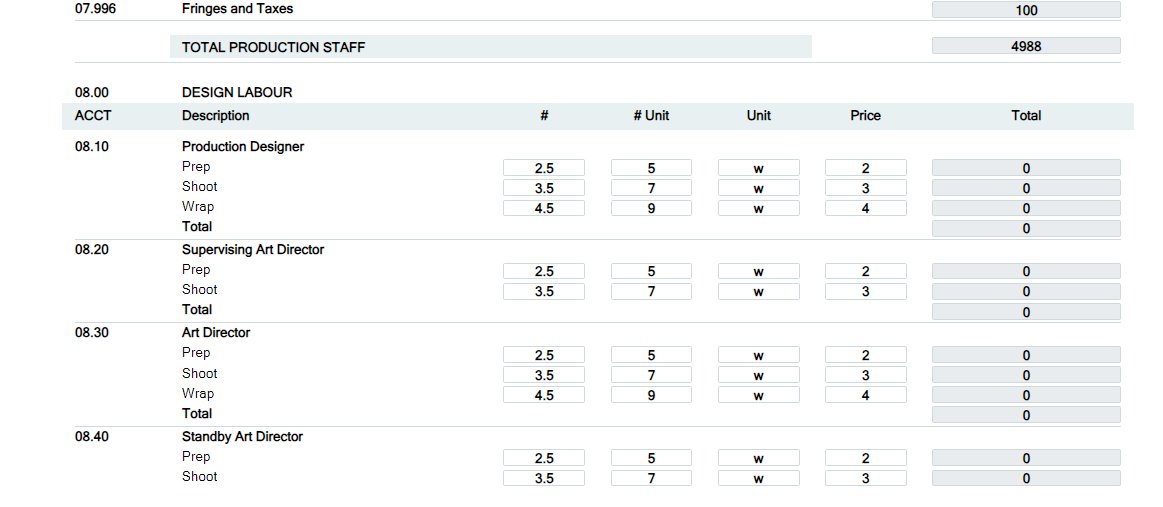 07.996 Fringes and Taxes 100
TOTAL PRODUCTION STAFF 4988
08.00 DESIGN LABOUR
ACCT Description # # Unit Unit Price Total
08.10 Production Designer
Prep 2.5 5 w 2 0
Shoot 3.5 7 w 3 0
Wrap 4.5 9 w 4 0
Total 0
08.20 Supervising Art Director
Prep 2.5 5 w 2 0
Shoot 3.5 7 w 3 0
Total 0
08.30 Art Director
Prep 2.5 5 w 2 0
Shoot 3.5 7 w 3 0
Wrap 4.5 9 w 4 0
Total 0
08.40 Standby Art Director
Prep 2.5 5 w 2 0
Shoot 3.5 7 w 3 0